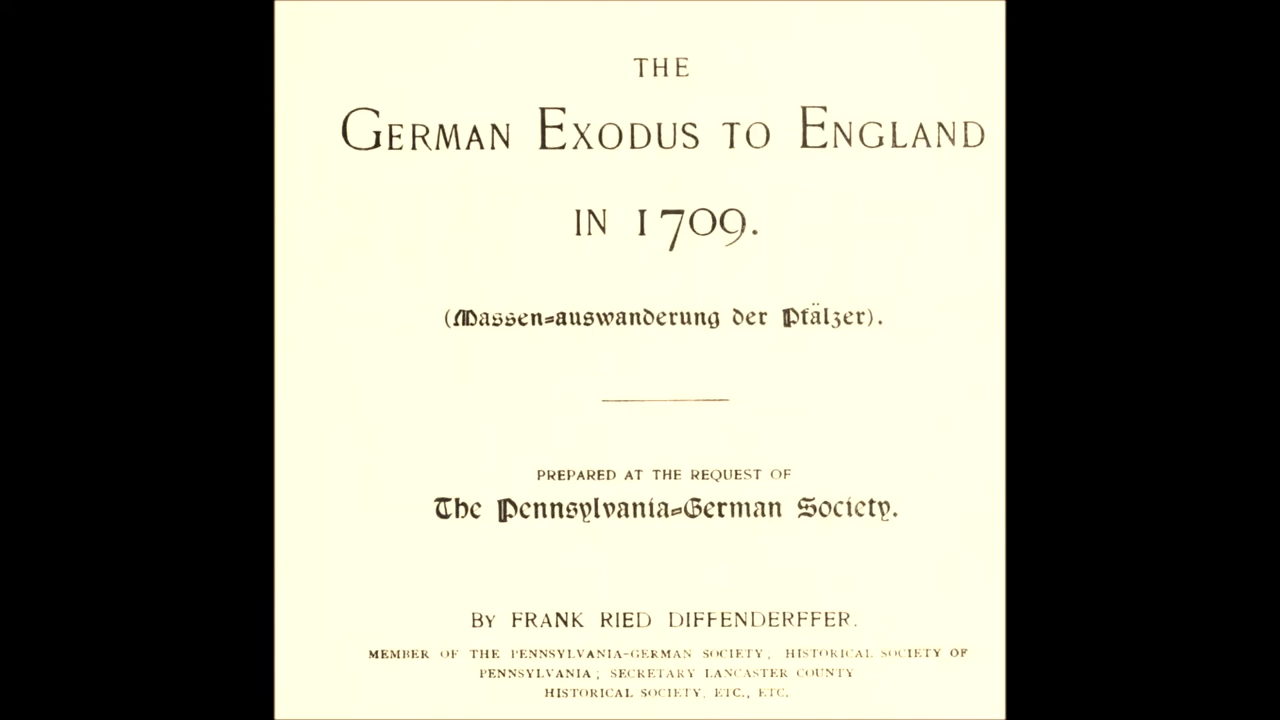 THE
GERMAN EXODUS TO ENGLAND
IN 1709.
(Massen=auswanderung der Pfälzer).
PREPARED AT THE REQUEST OF
The Pennsylvania=German Society.
BY FRANK RIED DIFFENDERFFER.
MEMBER OF THE PENNSYLVANIA-GERMAN SOCIETY, HISTORICAL SOCIETY OF
PENNSYLVANIA; SECRETARY LANCASTER COUNTY
HISTORICAL SOCIETY, ETC., ETC.